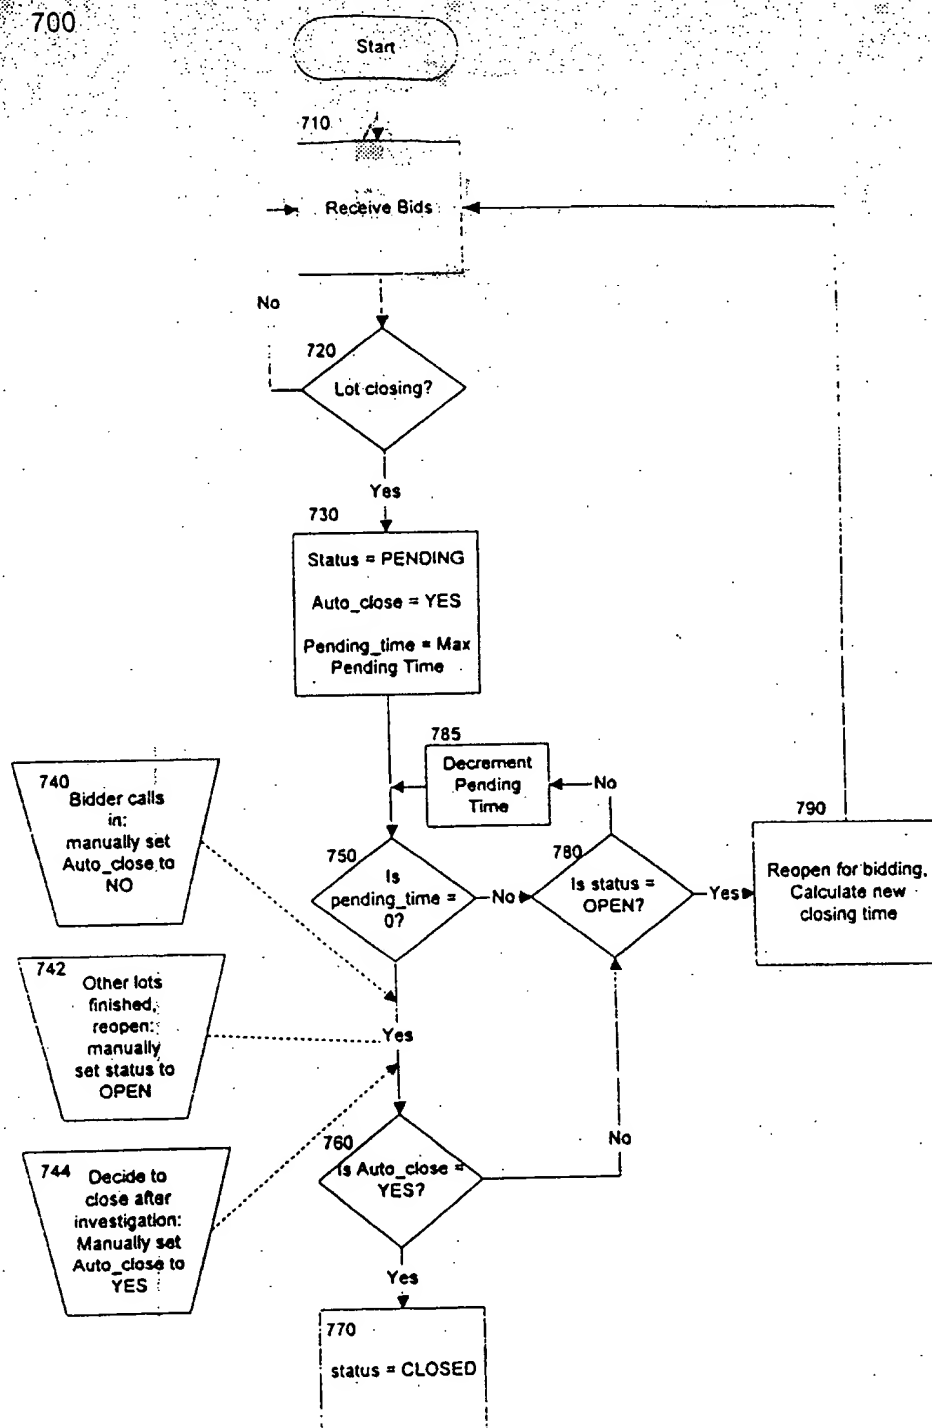 700
Start
710
Receive Bids
No
720
Lot closing?
Yes
730
Status = PENDING
Auto_close = YES
Pending_time = Max
Pending Time
785
Decrement
Pending
Time
No
740
Bidder calls
in:
manually set
Auto_close to
NO
750
Is
pending_time =
0?
No
780
Is status =
OPEN?
Yes
790
Reopen for bidding,
Calculate new
closing time
742
Other lots
finished,
reopen:
manually
set status to
OPEN
Yes
744
Decide to
close after
investigation:
Manually set
Auto_close to
YES
760
Is Auto_close =
YES?
No
Yes
770
status = CLOSED